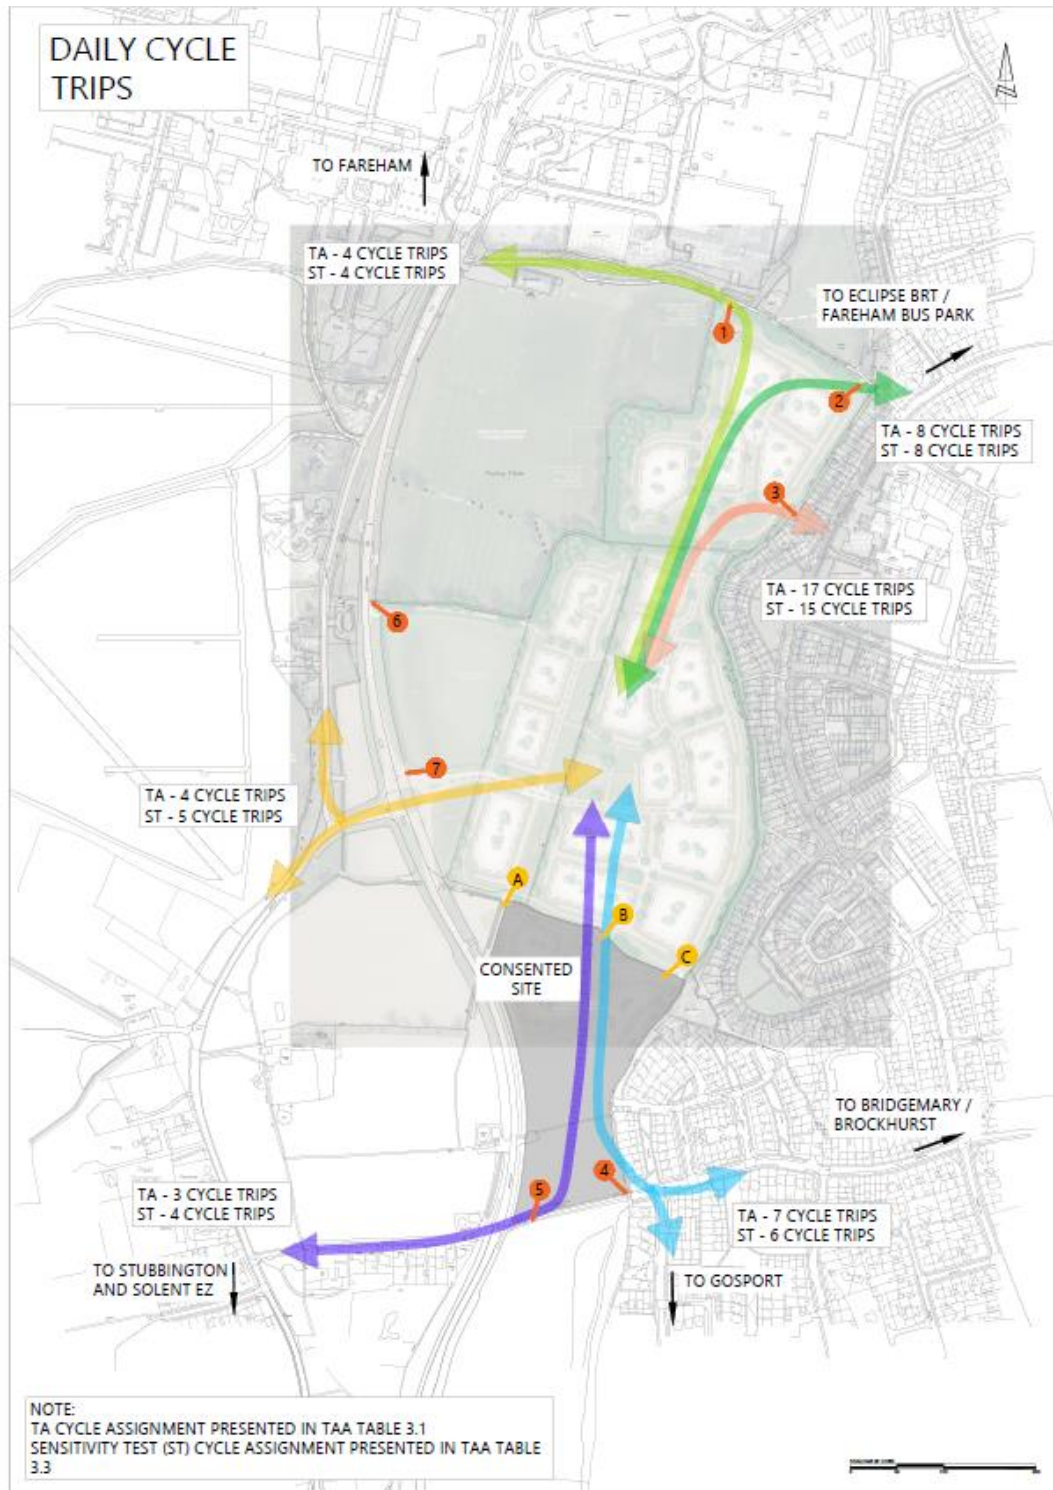 DAILY CYCLE
TRIPS
TO FAREHAM
TA - 4 CYCLE TRIPS
ST - 4 CYCLE TRIPS
TO ECLIPSE BRT /
FAREHAM BUS PARK
1
2
TA - 8 CYCLE TRIPS
ST - 8 CYCLE TRIPS
3
TA - 17 CYCLE TRIPS
ST - 15 CYCLE TRIPS
6
7
TA - 4 CYCLE TRIPS
ST - 5 CYCLE TRIPS
A
B
C
CONSENTED
SITE
TO BRIDGEMARY /
BROCKHURST
4
5
TA - 3 CYCLE TRIPS
ST - 4 CYCLE TRIPS
TA - 7 CYCLE TRIPS
ST - 6 CYCLE TRIPS
TO STUBBINGTON
AND SOLENT EZ
TO GOSPORT
NOTE:
TA CYCLE ASSIGNMENT PRESENTED IN TAA TABLE 3.1
SENSITIVITY TEST (ST) CYCLE ASSIGNMENT PRESENTED IN TAA TABLE
3.3